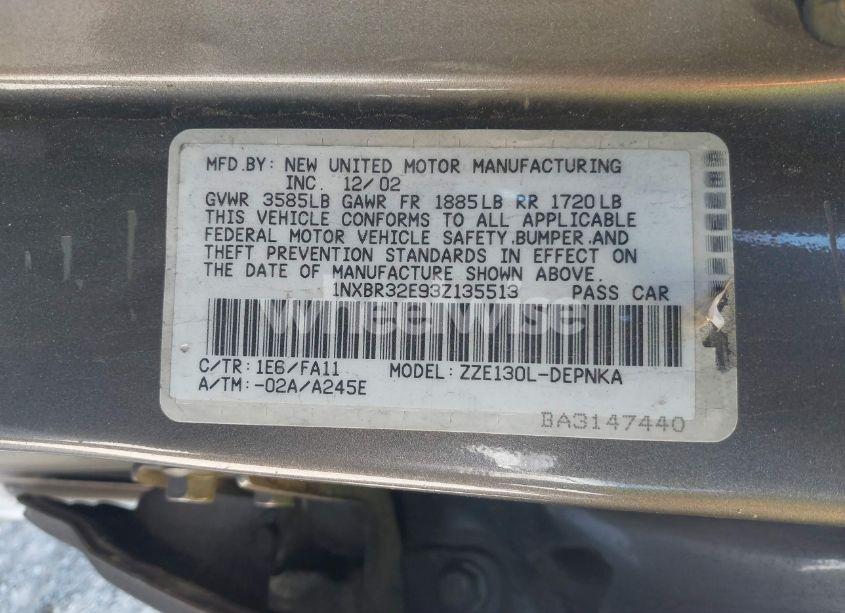 MFD.BY: NEW UNITED MOTOR MANUFACTURING
INC. 12/02
GVWR 3585LB GAWR FR 1885LB RR 1720LB
THIS VEHICLE CONFORMS TO ALL APPLICABLE
FEDERAL MOTOR VEHICLE SAFETY,BUMPER,AND
THEFT PREVENTION STANDARDS IN EFFECT ON
THE DATE OF MANUFACTURE SHOWN ABOVE.
1NXBR32E93Z135513 PASS CAR
WheelWise
C/TR: 1E6/FA11 MODEL: ZZE130L-DEPNKA
A/TM: -02A/A245E
BA3147440